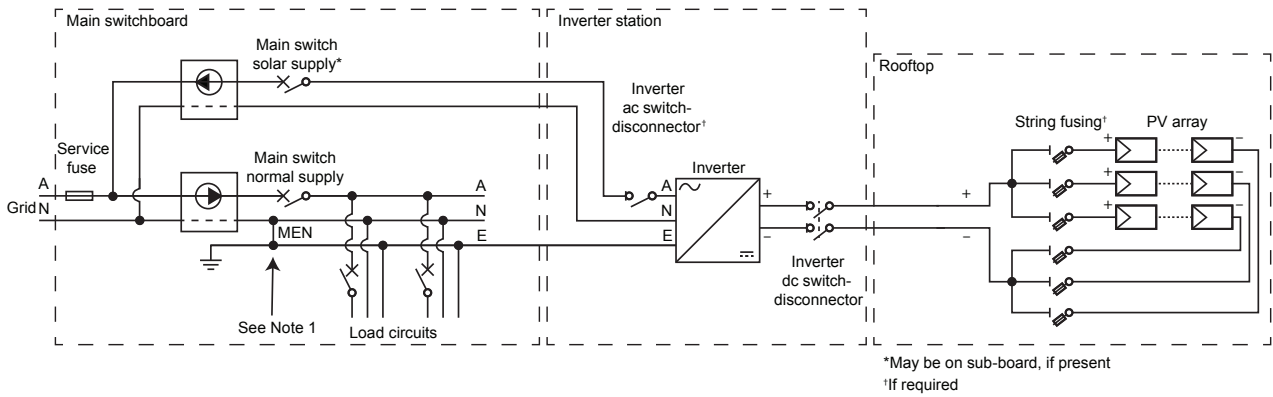 Main switchboard
Inverter station
Rooftop
Main switch
solar supply*
Inverter
ac switch-
disconnector†
String fusing†
PV array
Service
fuse
Main switch
normal supply
Inverter
+ −
+ −
+ −
A
Grid N
A
N
E
MEN
A
N
E
+
−
+
−
Inverter
dc switch-
disconnector
See Note 1
Load circuits
*May be on sub-board, if present
†If required